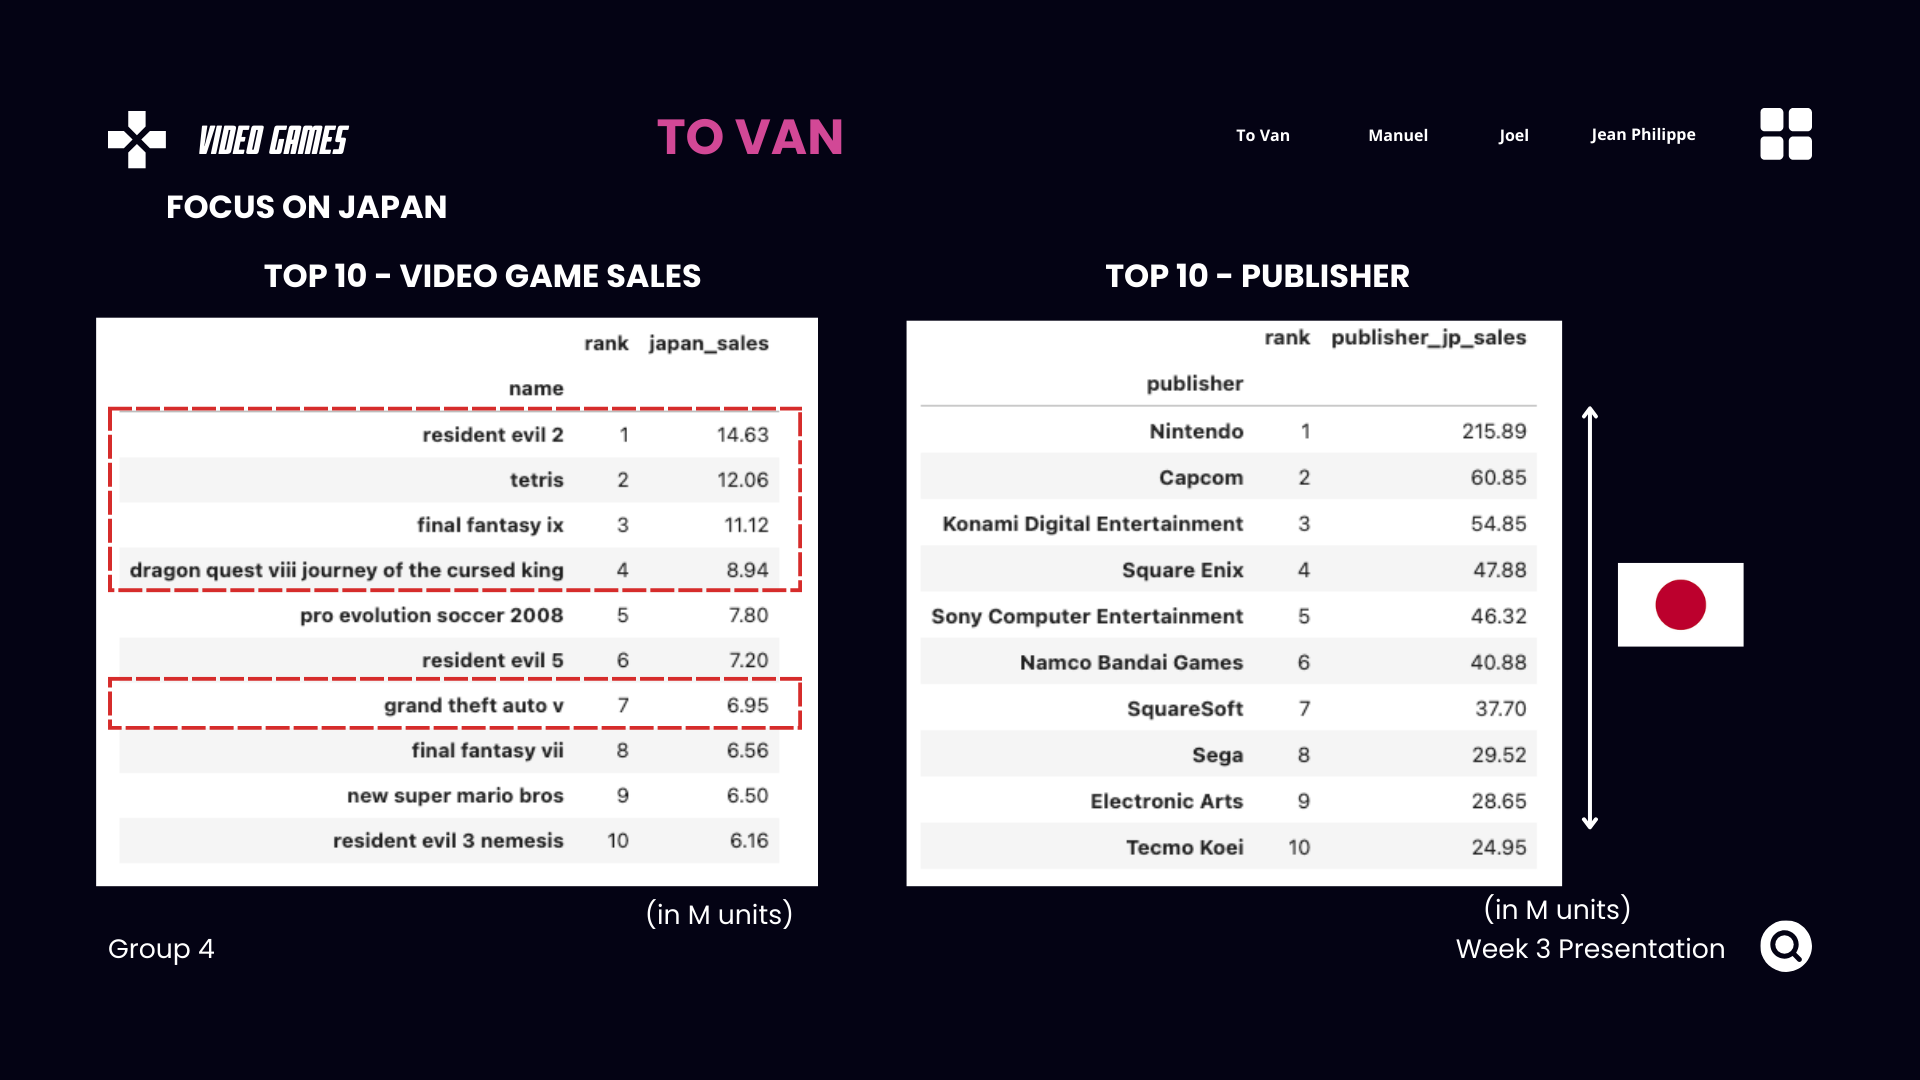 VIDEO GAMES
TO VAN
To Van Manuel Joel Jean Philippe
FOCUS ON JAPAN
TOP 10 - VIDEO GAME SALES
rank japan_sales
name
resident evil 2 1 14.63
tetris 2 12.06
final fantasy ix 3 11.12
dragon quest viii journey of the cursed king 4 8.94
pro evolution soccer 2008 5 7.80
resident evil 5 6 7.20
grand theft auto v 7 6.95
final fantasy vii 8 6.56
new super mario bros 9 6.50
resident evil 3 nemesis 10 6.16
(in M units)
TOP 10 - PUBLISHER
rank publisher_jp_sales
publisher
Nintendo 1 215.89
Capcom 2 60.85
Konami Digital Entertainment 3 54.85
Square Enix 4 47.88
Sony Computer Entertainment 5 46.32
Namco Bandai Games 6 40.88
SquareSoft 7 37.70
Sega 8 29.52
Electronic Arts 9 28.65
Tecmo Koei 10 24.95
(in M units)
Group 4
Week 3 Presentation